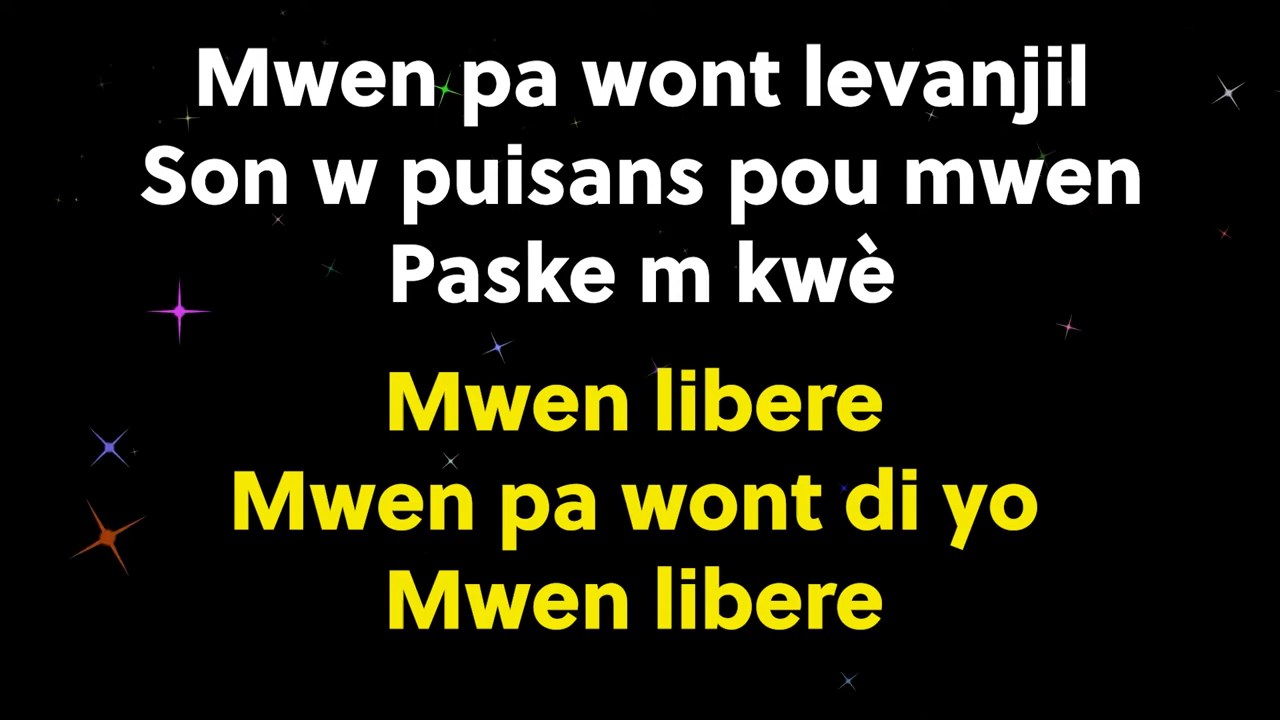 Mwen pa wont levanjil
Son w puisans pou mwen
Paske m kwè
Mwen libere
Mwen pa wont di yo
Mwen libere